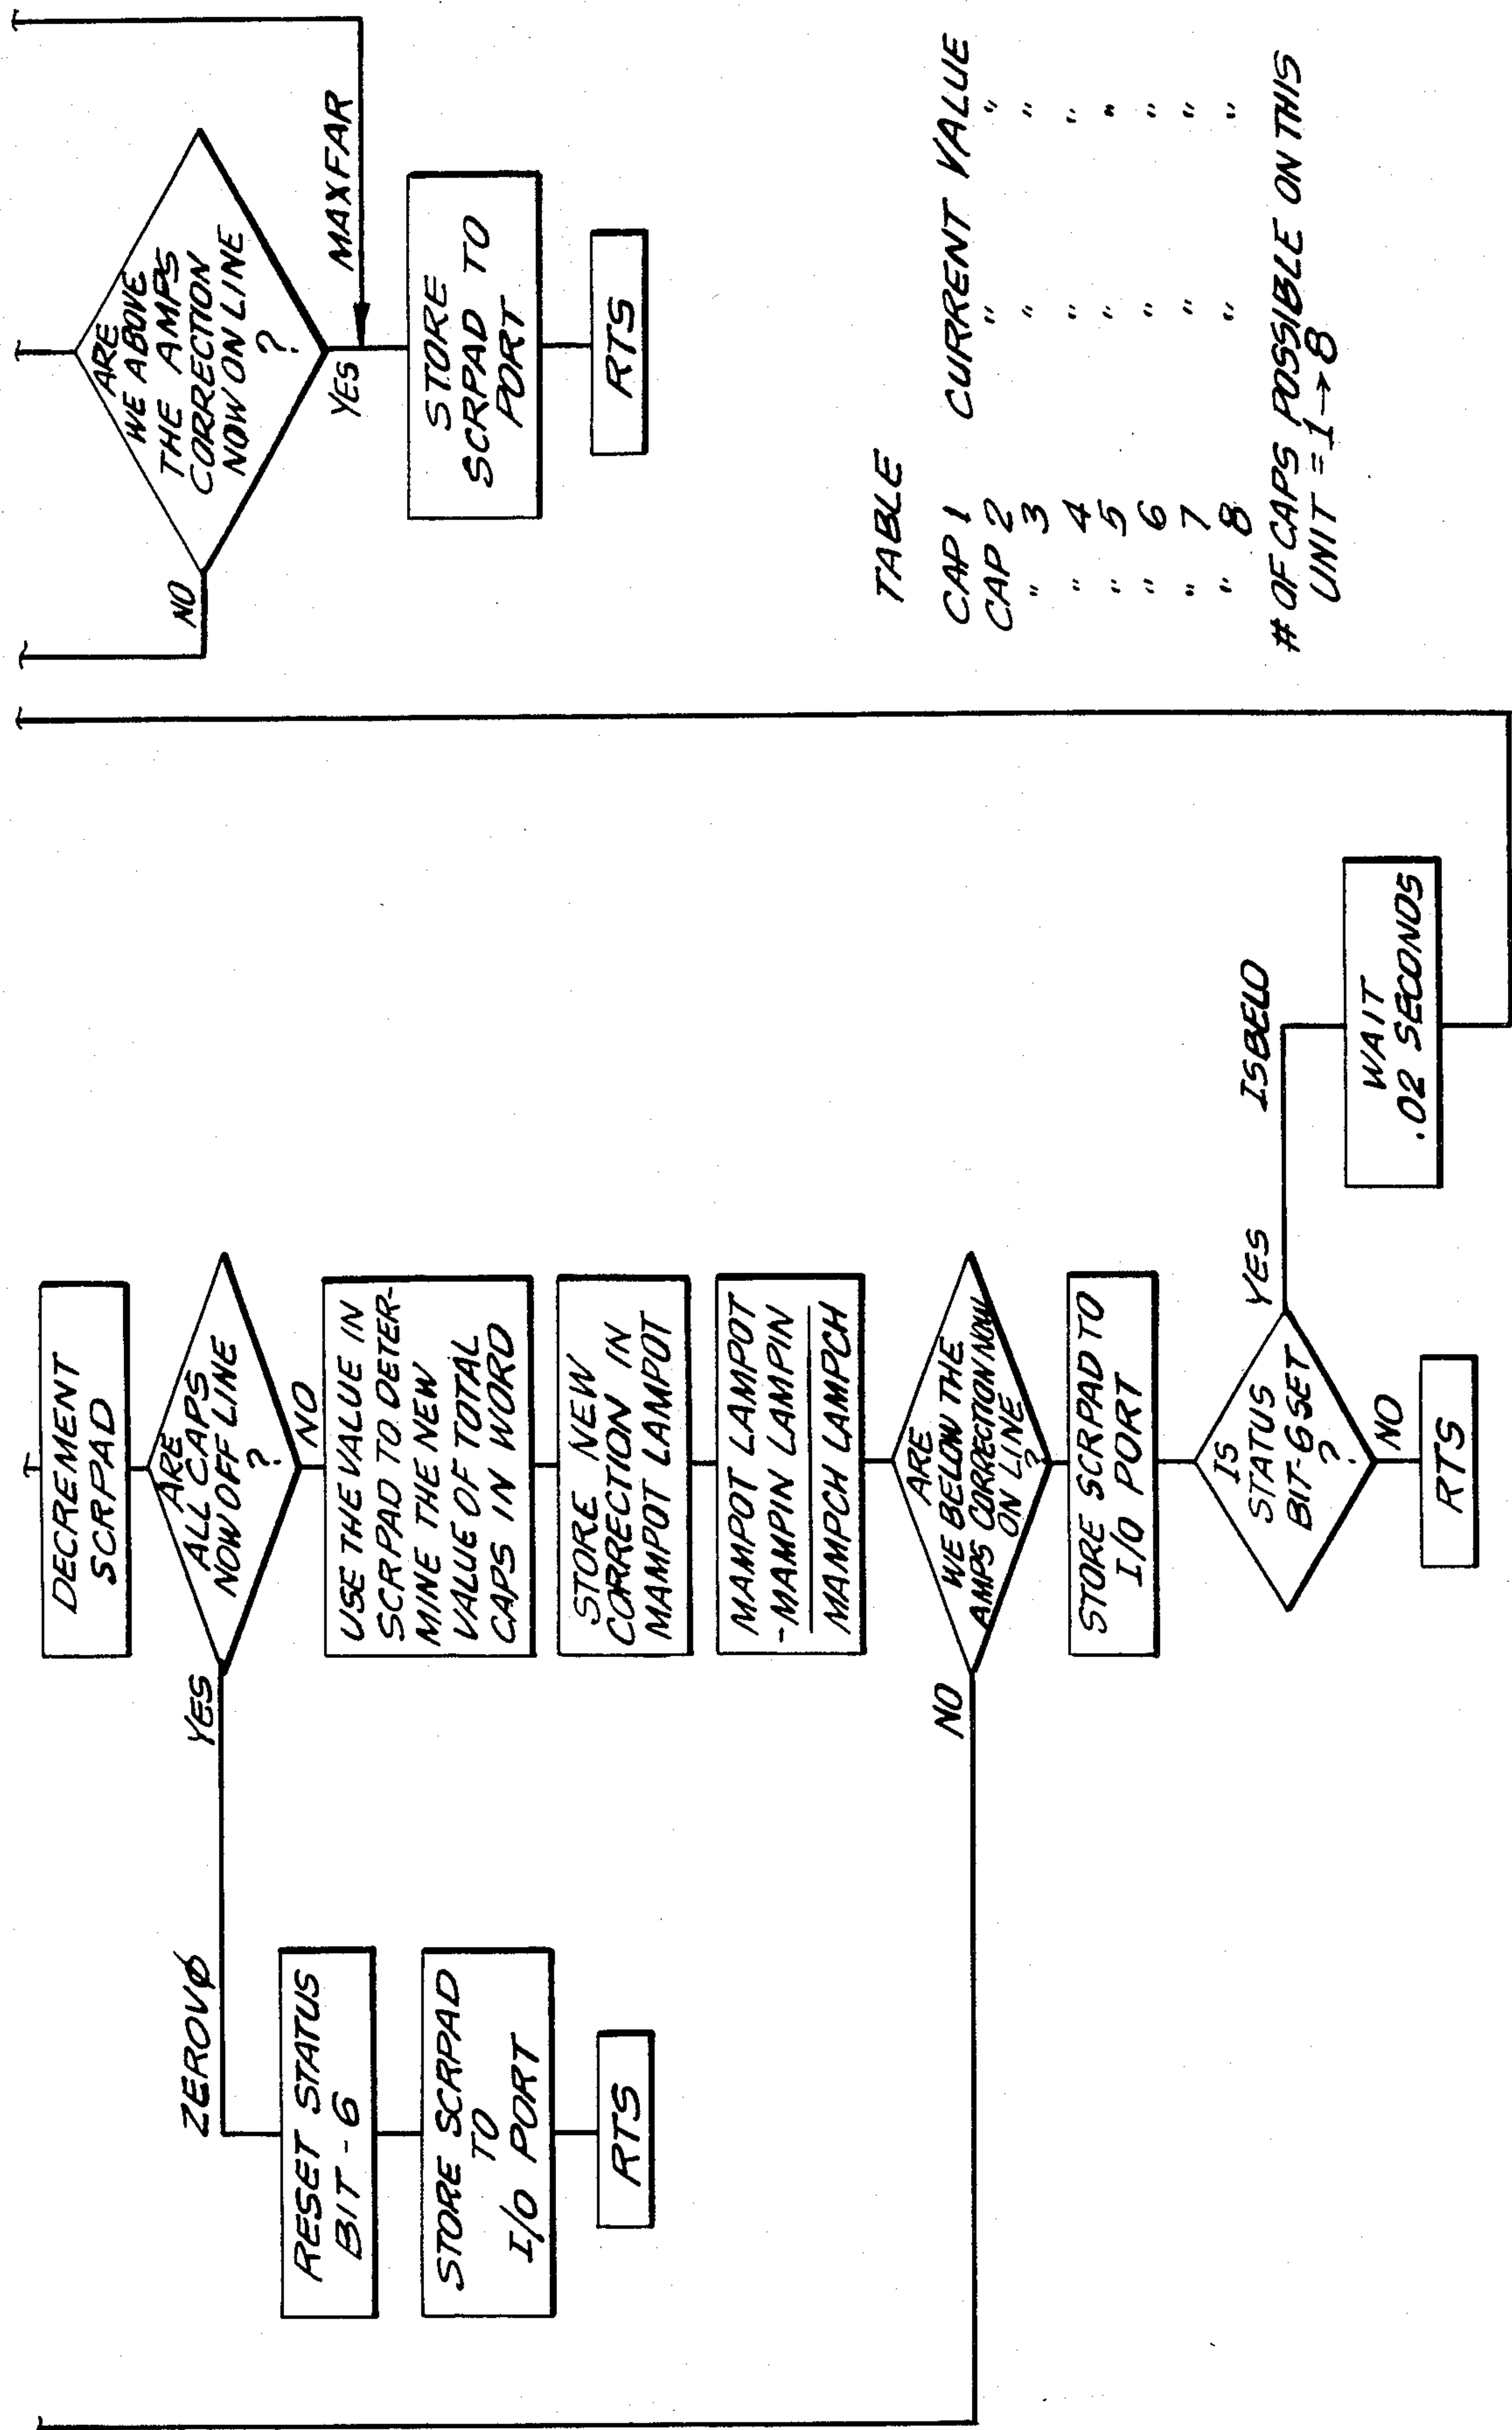 DECREMENT
SCRPAD
ARE
ALL CAPS
NOW OFF LINE
?
YES
NO
ZEROVØ
RESET STATUS
BIT - 6
STORE SCRPAD
TO
I/O PORT
RTS
USE THE VALUE IN
SCRPAD TO DETER-
MINE THE NEW
VALUE OF TOTAL
CAPS IN WORD
STORE NEW
CORRECTION IN
MAMPOT LAMPOT
MAMPOT LAMPOT
-MAMPIN LAMPIN
MAMPCH LAMPCH
ARE
WE BELOW THE
AMPS CORRECTION NOW
ON LINE
?
NO
STORE SCRPAD TO
I/O PORT
IS
STATUS
BIT-6 SET
?
YES
ISBELO
NO
RTS
WAIT
.02 SECONDS
ARE
WE ABOVE
THE AMPS
CORRECTION
NOW ON LINE
?
NO
YES
MAXFAR
STORE
SCRPAD TO
PORT
RTS
TABLE
CAP 1 CURRENT VALUE
CAP 2 " "
" 3 " "
" 4 " "
" 5 " "
" 6 " "
" 7 " "
" 8 " "
# OF CAPS POSSIBLE ON THIS
UNIT = 1→8